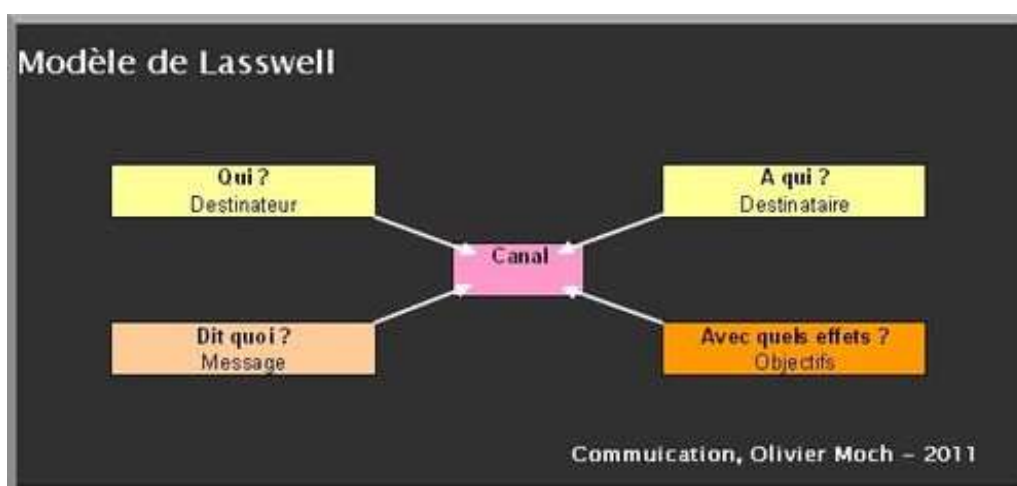 Modèle de Lasswell
Qui ?
Destinateur
A qui ?
Destinataire
Canal
Dit quoi ?
Message
Avec quels effets ?
Objectifs
Commuication, Olivier Moch – 2011